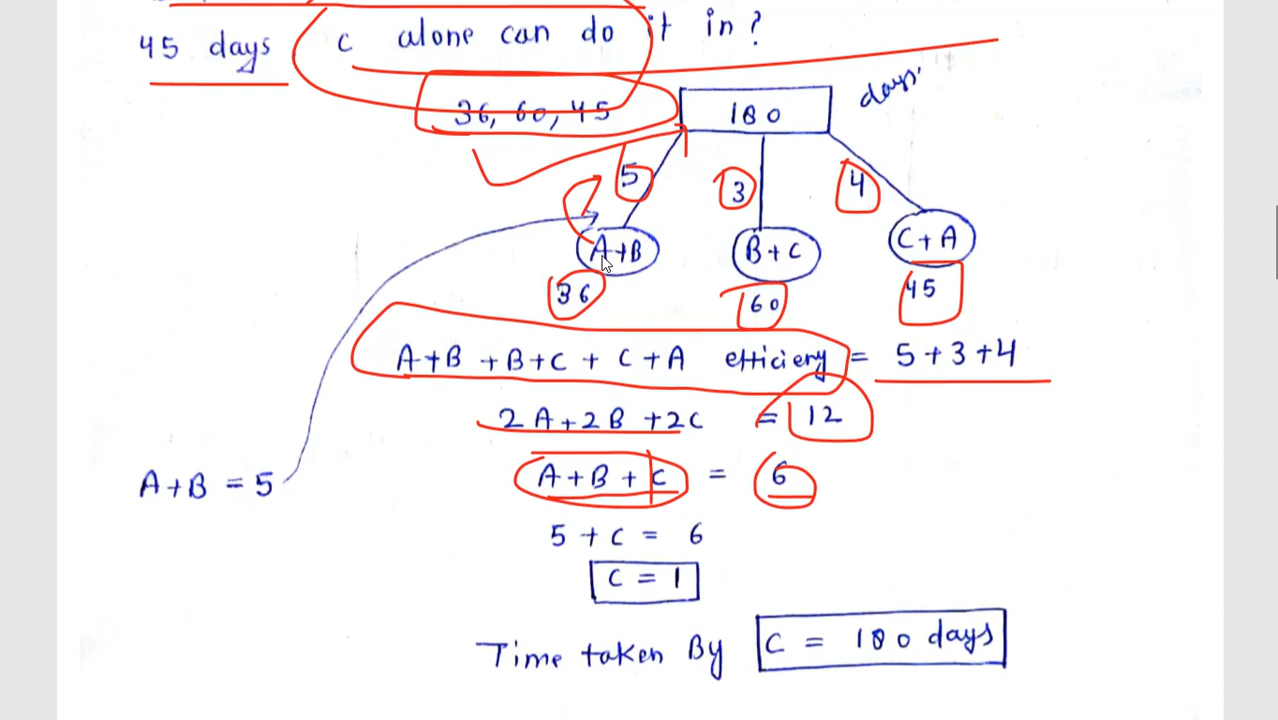 45 days c alone can do it in?
36, 60, 45 180 days.
5 3 4
A+B B+C C+A
36 60 45
A+B +B+C + C+A efficiery = 5+3+4
2A+2B +2C = 12
A+B + C = 6
A+B = 5
5 + C = 6
C = 1
Time taken By C = 180 days